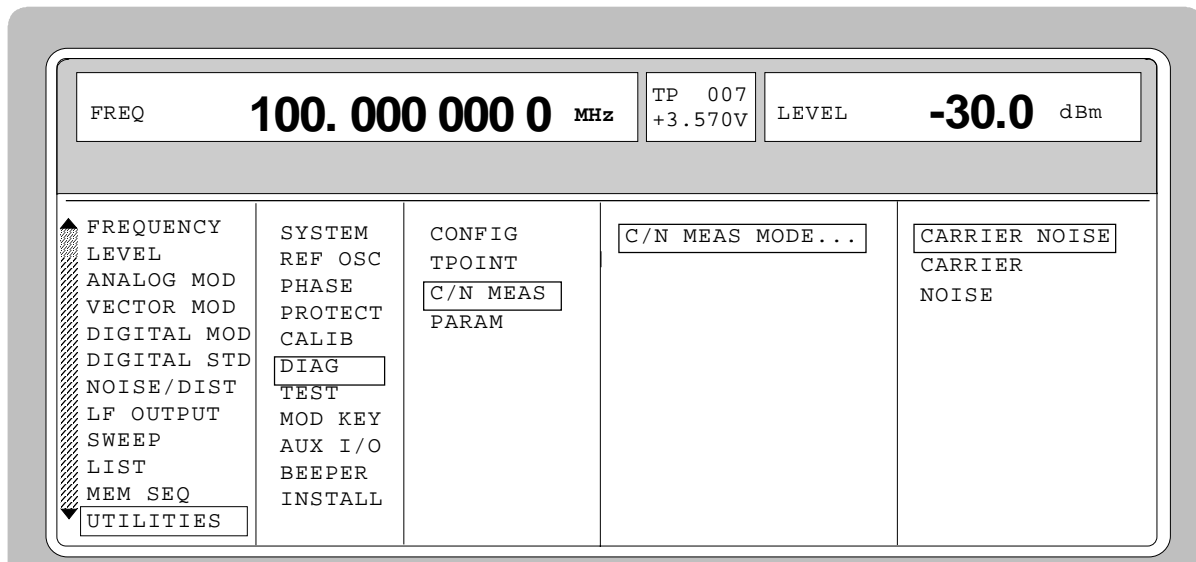 FREQ 100. 000 000 0 MHz
TP 007
+3.570V
LEVEL -30.0 dBm
FREQUENCY
LEVEL
ANALOG MOD
VECTOR MOD
DIGITAL MOD
DIGITAL STD
NOISE/DIST
LF OUTPUT
SWEEP
LIST
MEM SEQ
UTILITIES
SYSTEM
REF OSC
PHASE
PROTECT
CALIB
DIAG
TEST
MOD KEY
AUX I/O
BEEPER
INSTALL
CONFIG
TPOINT
C/N MEAS
PARAM
C/N MEAS MODE...
CARRIER NOISE
CARRIER
NOISE